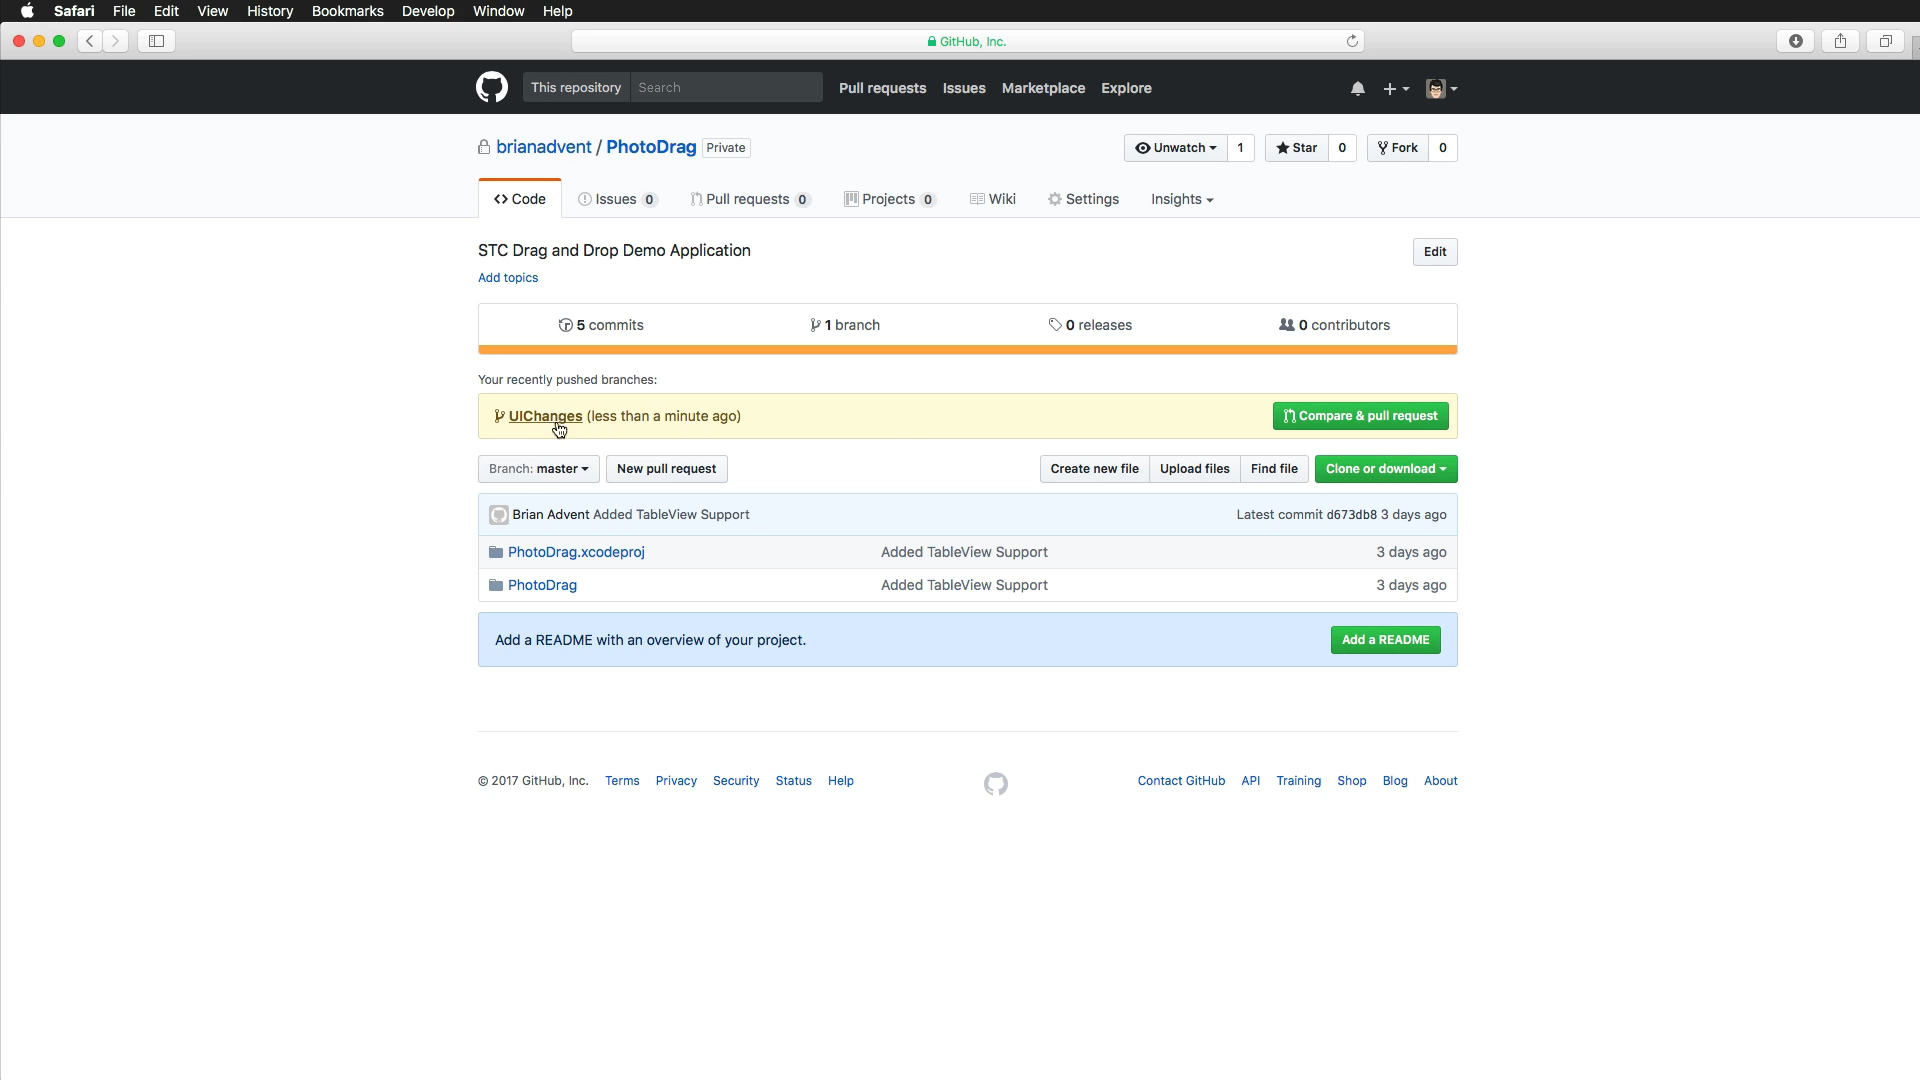 Safari File Edit View History Bookmarks Develop Window Help
GitHub, Inc.
This repository Search Pull requests Issues Marketplace Explore
brianadvent / PhotoDrag Private Unwatch 1 Star 0 Fork 0
Code Issues 0 Pull requests 0 Projects 0 Wiki Settings Insights
STC Drag and Drop Demo Application Edit
Add topics
5 commits 1 branch 0 releases 0 contributors
Your recently pushed branches:
UIChanges (less than a minute ago) Compare & pull request
Branch: master New pull request Create new file Upload files Find file Clone or download
Brian Advent Added TableView Support Latest commit d673db8 3 days ago
PhotoDrag.xcodeproj Added TableView Support 3 days ago
PhotoDrag Added TableView Support 3 days ago
Add a README with an overview of your project. Add a README
© 2017 GitHub, Inc. Terms Privacy Security Status Help Contact GitHub API Training Shop Blog About